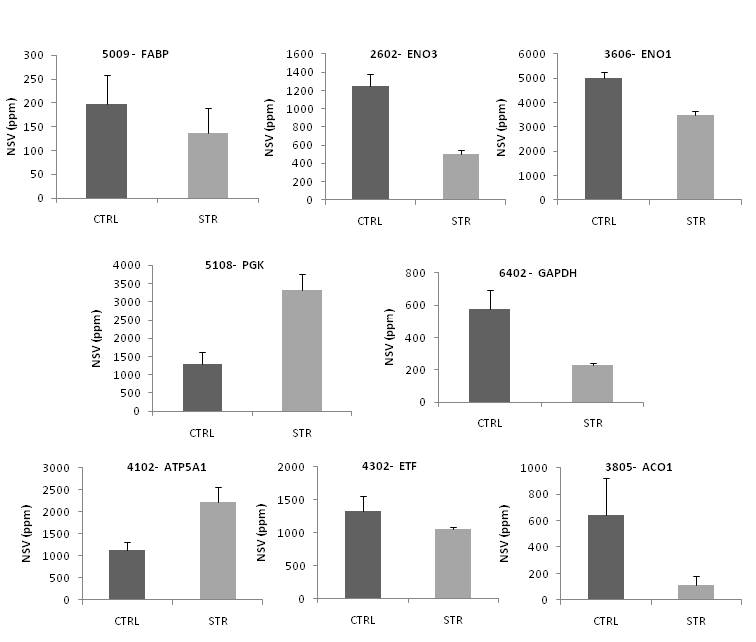 5009 - FABP
NSV (ppm)
300
250
200
150
100
50
0
CTRL STR
2602- ENO3
NSV (ppm)
1600
1400
1200
1000
800
600
400
200
0
CTRL STR
3606- ENO1
NSV (ppm)
6000
5000
4000
3000
2000
1000
0
CTRL STR
5108- PGK
NSV (ppm)
4000
3500
3000
2500
2000
1500
1000
500
0
CTRL STR
6402- GAPDH
NSV (ppm)
800
600
400
200
0
CTRL STR
4102- ATP5A1
NSV (ppm)
3000
2500
2000
1500
1000
500
0
CTRL STR
4302- ETF
NSV (ppm)
2000
1500
1000
500
0
CTRL STR
3805- ACO1
NSV (ppm)
1000
800
600
400
200
0
CTRL STR